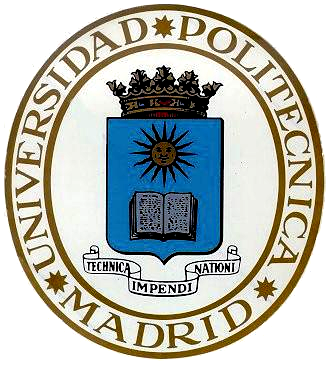 UNIVERSIDAD POLITECNICA
MADRID
TECHNICA IMPENDI NATIONI